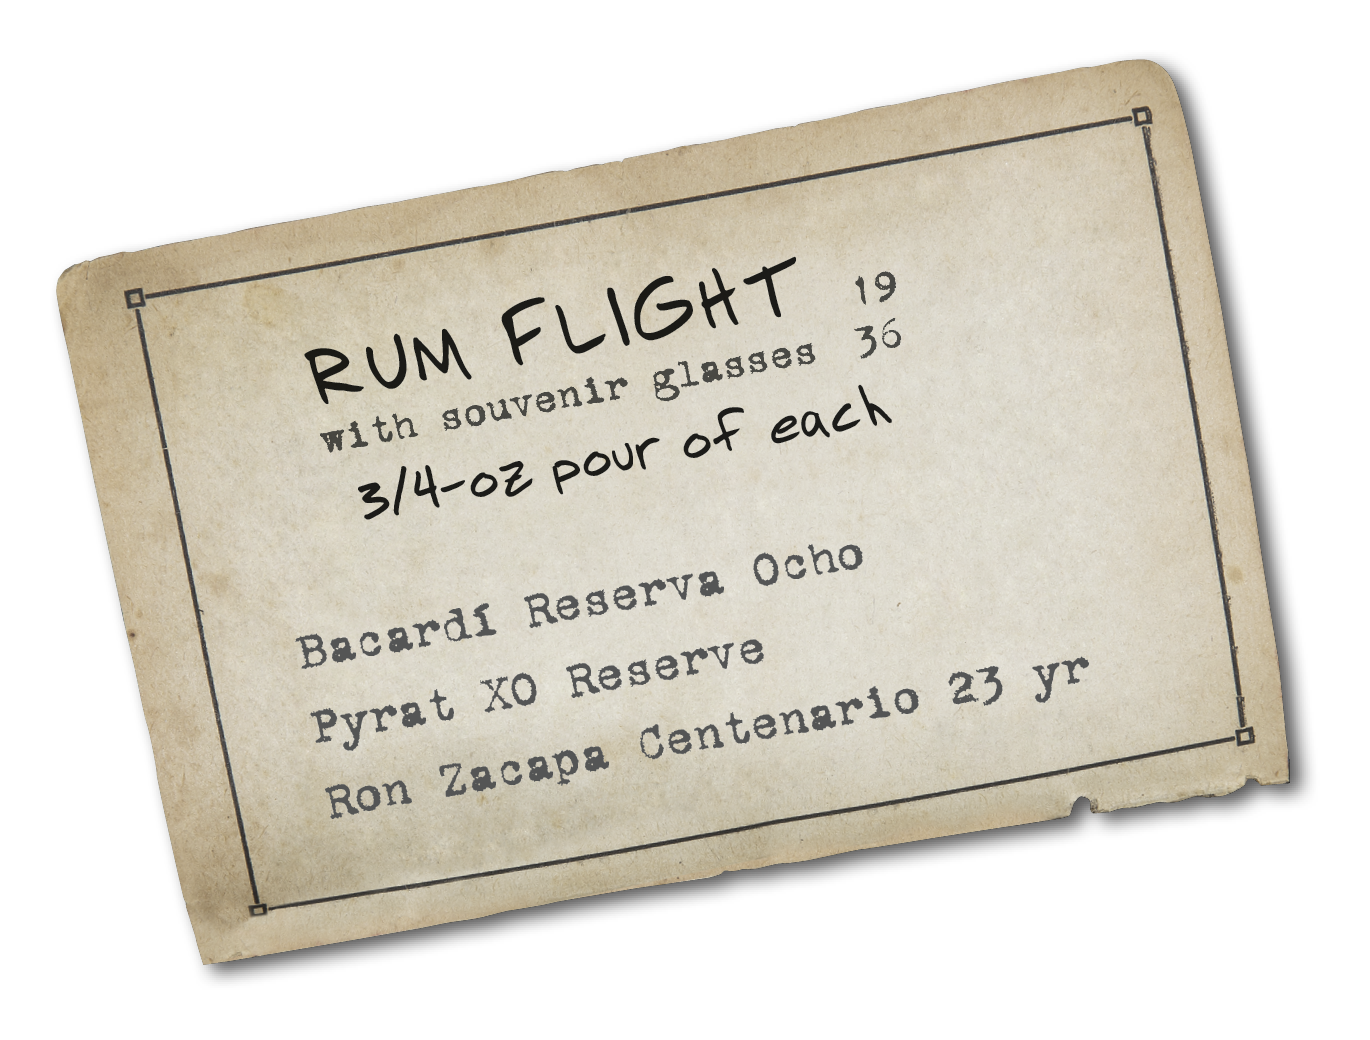 RUM FLIGHT 19
with souvenir glasses 36
3/4-oz pour of each
Bacardí Reserva Ocho
Pyrat XO Reserve
Ron Zacapa Centenario 23 yr